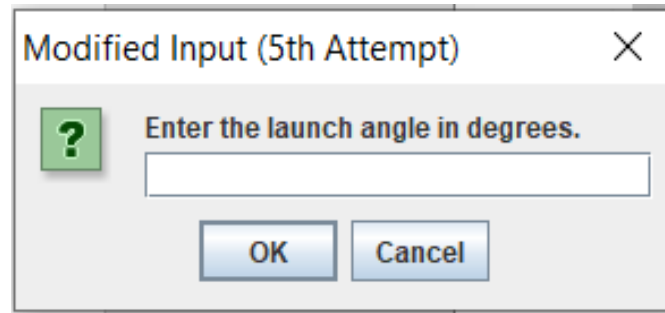 Modified Input (5th Attempt)
?
Enter the launch angle in degrees.
OK
Cancel